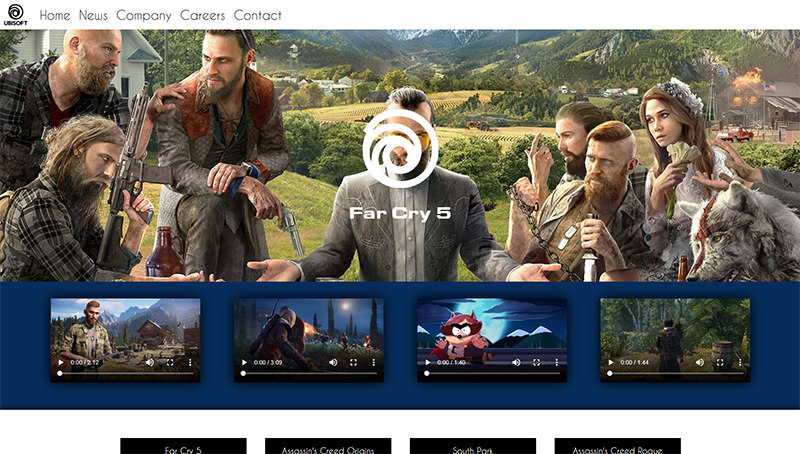 UBISOFT
Home News Company Careers Contact
Far Cry 5
0:00 / 2:12
0:00 / 3:09
0:00 / 1:40
0:00 / 1:44
Far Cry 5
Assassin's Creed Origins
South Park
Assassin's Creed Rogue